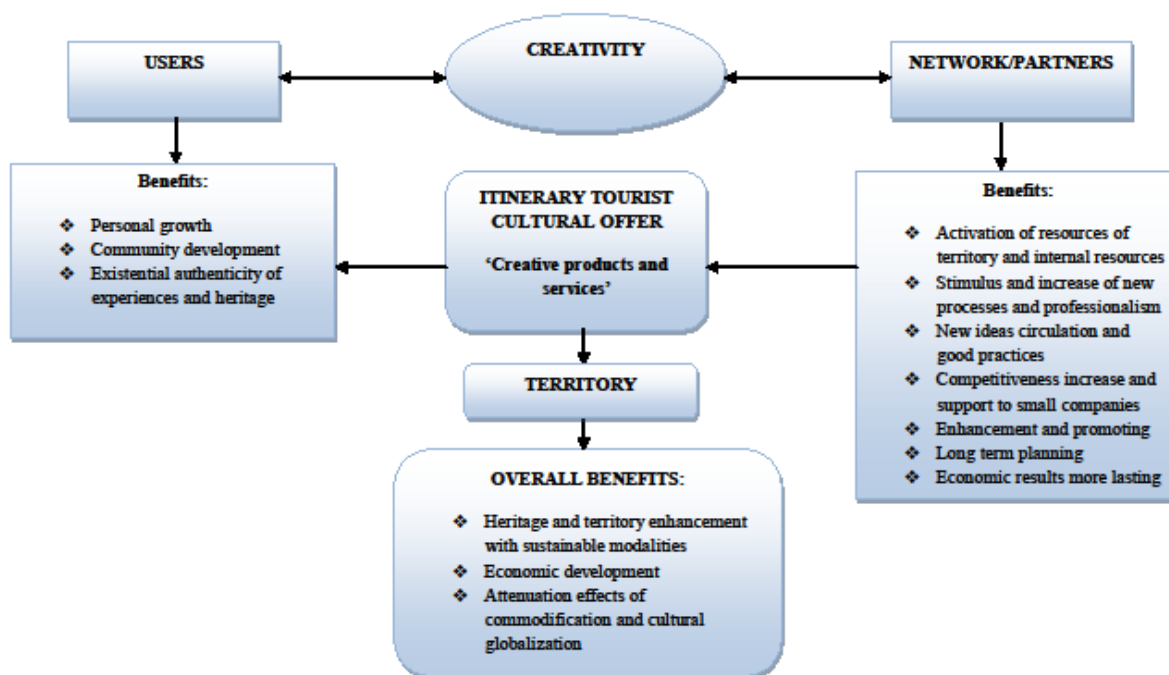 CREATIVITY
USERS
NETWORK/PARTNERS
Benefits:
❖ Personal growth
❖ Community development
❖ Existential authenticity of
experiences and heritage
ITINERARY TOURIST
CULTURAL OFFER
‘Creative products and
services’
Benefits:
❖ Activation of resources of
territory and internal resources
❖ Stimulus and increase of new
processes and professionalism
❖ New ideas circulation and
good practices
❖ Competitiveness increase and
support to small companies
❖ Enhancement and promoting
❖ Long term planning
❖ Economic results more lasting
TERRITORY
OVERALL BENEFITS:
❖ Heritage and territory enhancement
with sustainable modalities
❖ Economic development
❖ Attenuation effects of
commodification and cultural
globalization